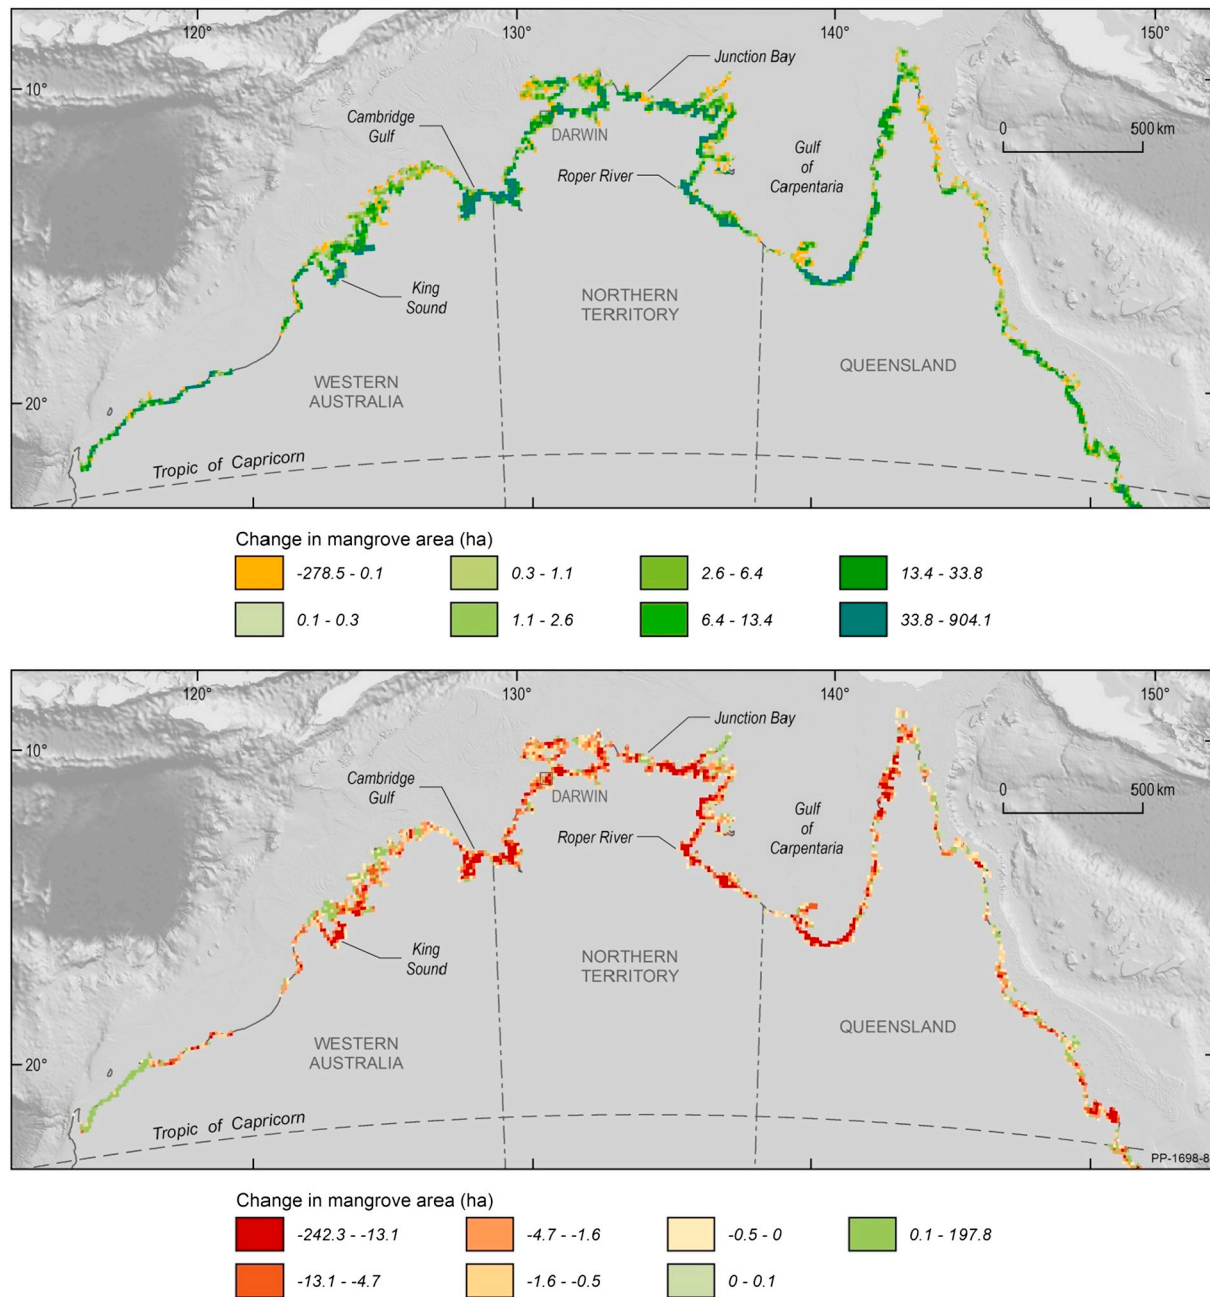 120°
130°
140°
150°
Junction Bay
10°
Cambridge
Gulf
DARWIN
0
500 km
Gulf
of
Carpentaria
Roper River
King
Sound
NORTHERN
TERRITORY
WESTERN
AUSTRALIA
QUEENSLAND
20°
Tropic of Capricorn
Change in mangrove area (ha)
-278.5 - 0.1
0.3 - 1.1
2.6 - 6.4
13.4 - 33.8
0.1 - 0.3
1.1 - 2.6
6.4 - 13.4
33.8 - 904.1
120°
130°
140°
150°
Junction Bay
10°
Cambridge
Gulf
DARWIN
0
500 km
Gulf
of
Carpentaria
Roper River
King
Sound
NORTHERN
TERRITORY
WESTERN
AUSTRALIA
QUEENSLAND
20°
Tropic of Capricorn
PP-1698-8
Change in mangrove area (ha)
-242.3 - -13.1
-4.7 - -1.6
-0.5 - 0
0.1 - 197.8
-13.1 - -4.7
-1.6 - -0.5
0 - 0.1